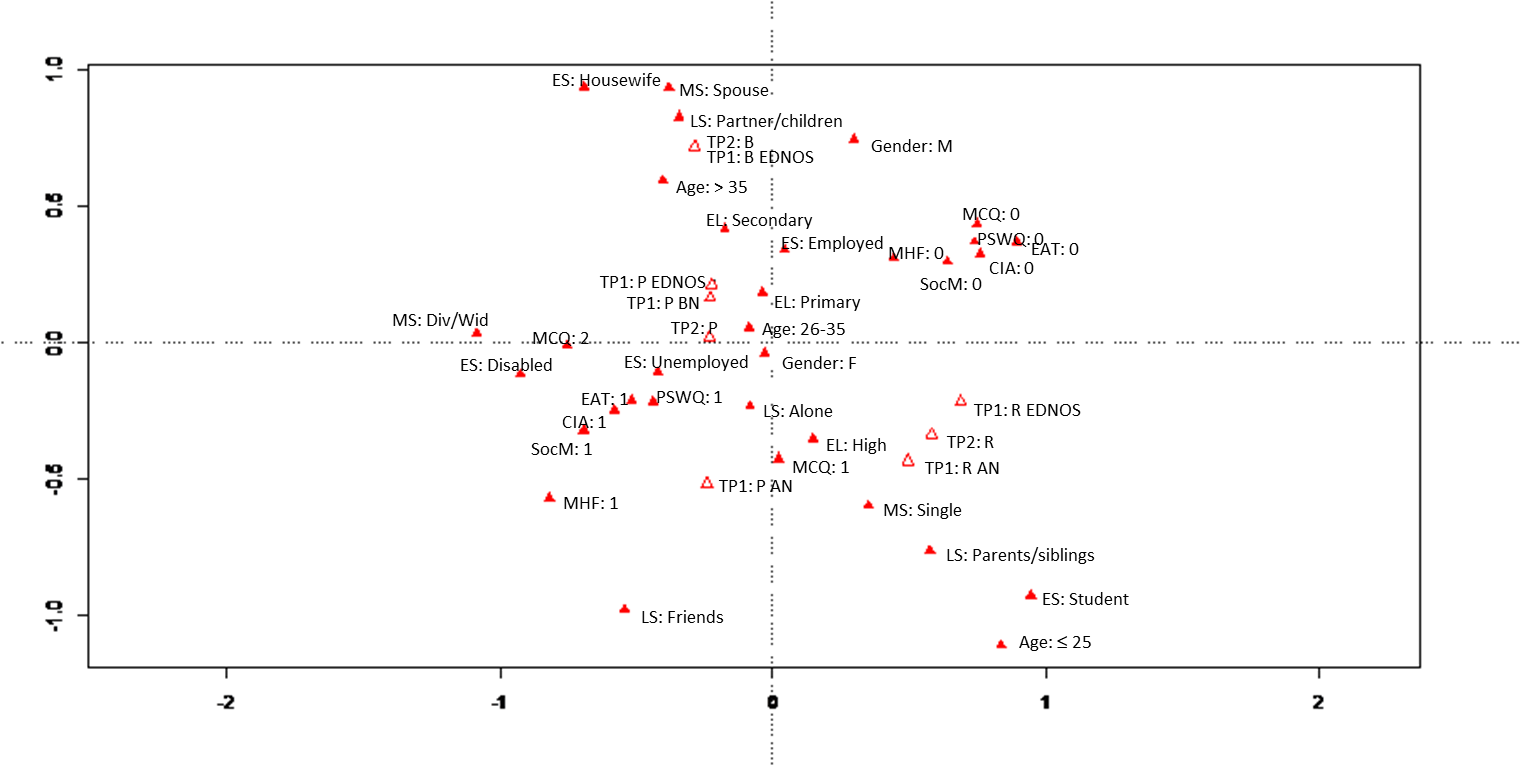 1.0
ES: Housewife
MS: Spouse
LS: Partner/children
TP2: B
Gender: M
TP1: B EDNOS
Age: > 35
0.5
MCQ: 0
EL: Secondary
PSWQ: 0
ES: Employed
EAT: 0
MHF: 0
CIA: 0
TP1: P EDNOS
SocM: 0
TP1: P BN
EL: Primary
MS: Div/Wid
TP2: P
Age: 26-35
MCQ: 2
0.0
ES: Disabled
ES: Unemployed
Gender: F
EAT: 1
PSWQ: 1
LS: Alone
TP1: R EDNOS
CIA: 1
TP2: R
SocM: 1
EL: High
MCQ: 1
TP1: R AN
-0.5
TP1: P AN
MHF: 1
MS: Single
LS: Parents/siblings
ES: Student
-1.0
LS: Friends
Age: ≤ 25
-2
-1
0
1
2